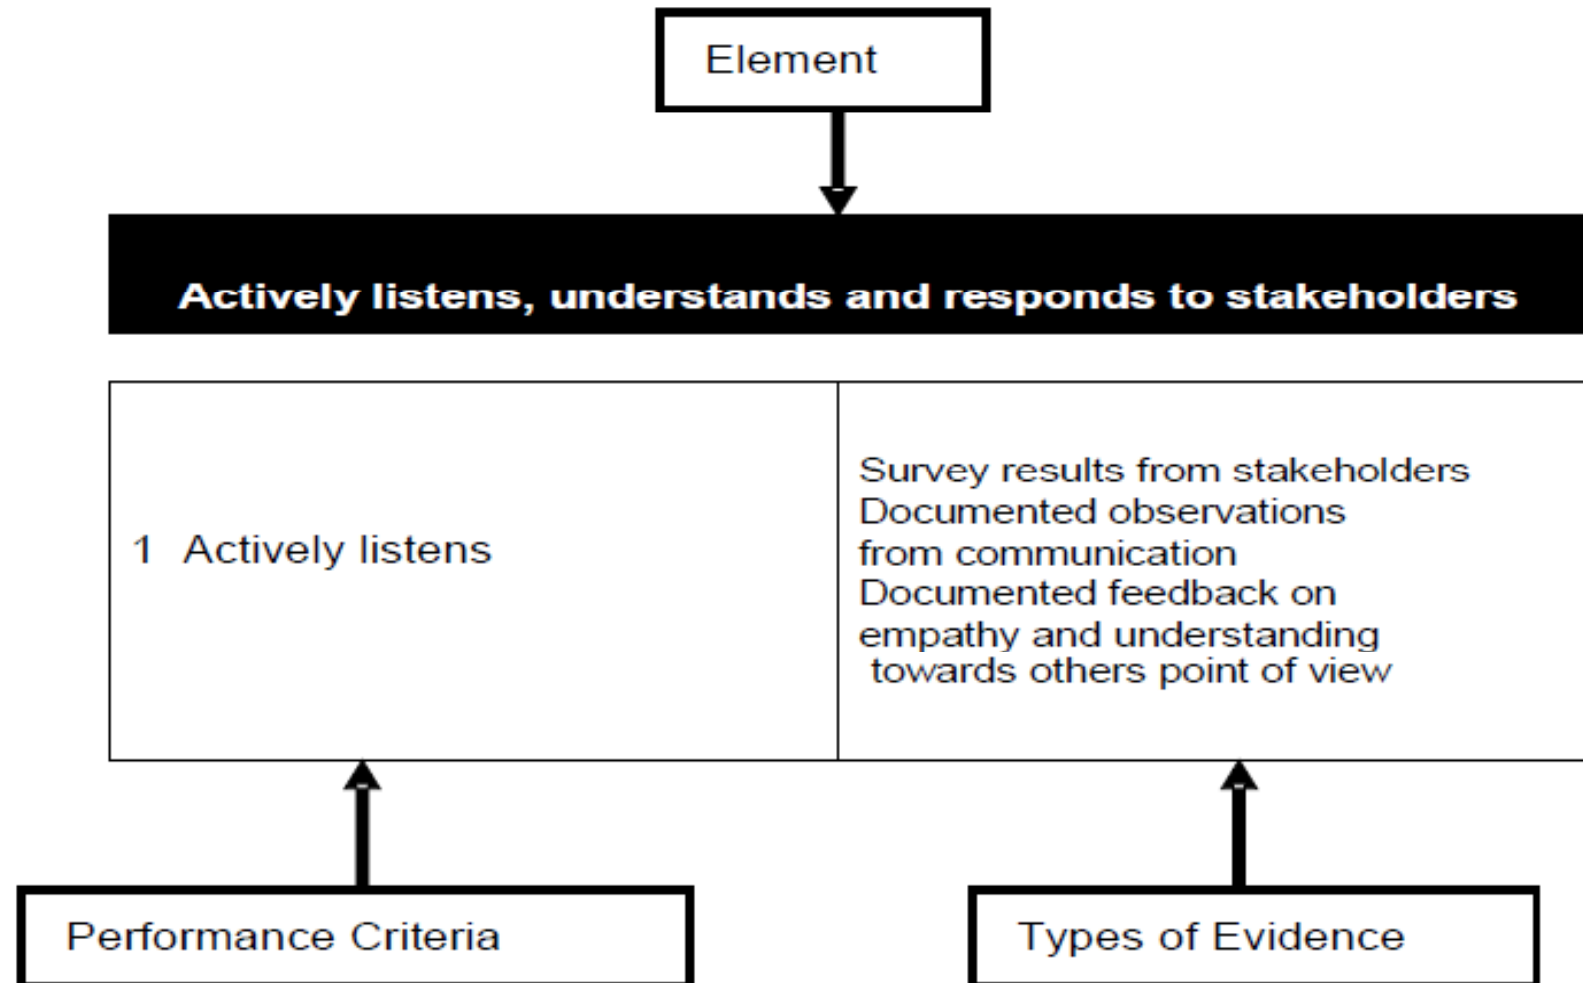 Element
Actively listens, understands and responds to stakeholders
1 Actively listens
Survey results from stakeholders
Documented observations
from communication
Documented feedback on
empathy and understanding
towards others point of view
Performance Criteria
Types of Evidence